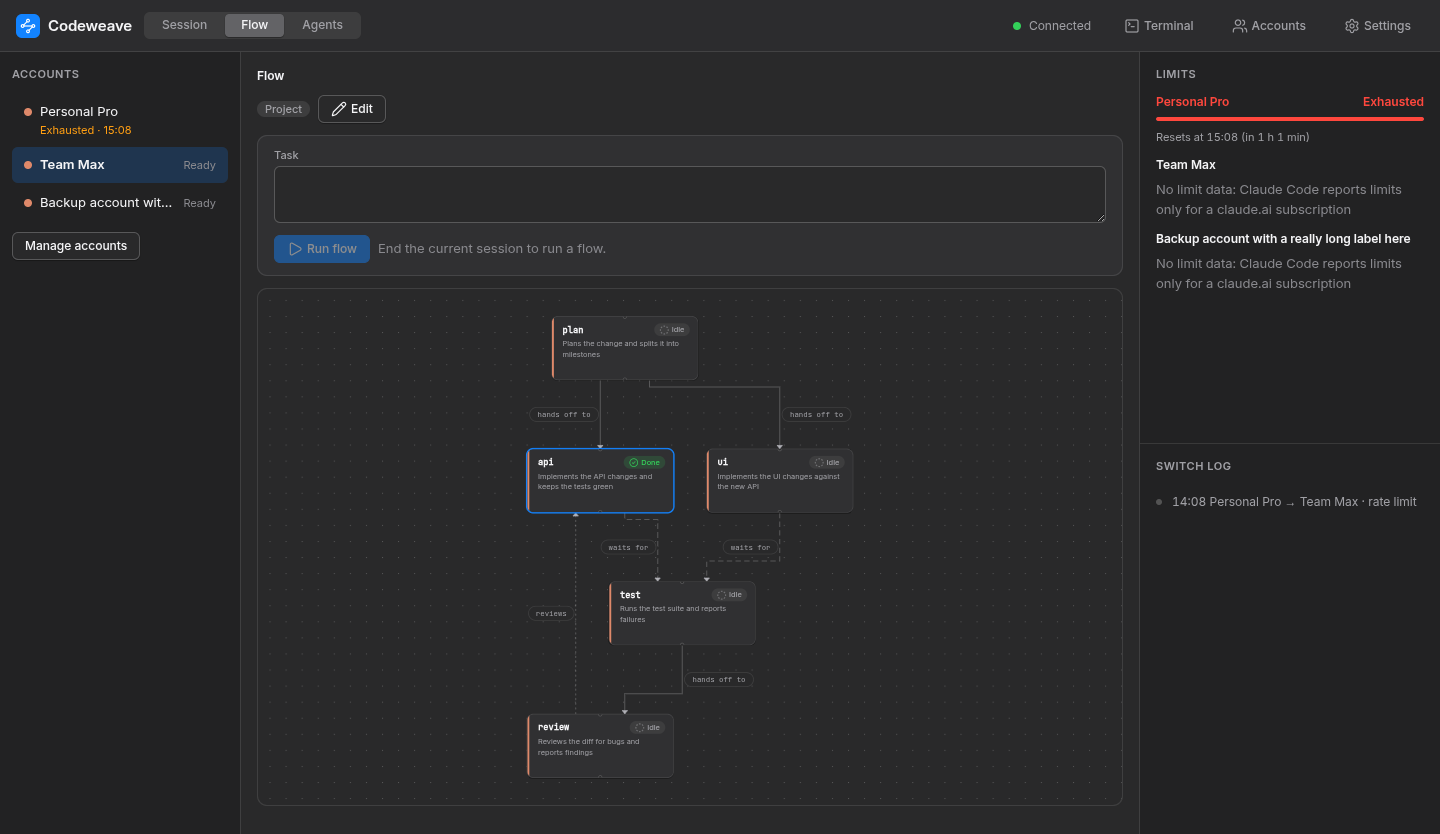 Codeweave
Session
Flow
Agents
Connected
Terminal
Accounts
Settings
ACCOUNTS
Personal Pro
Exhausted · 15:08
Team Max
Ready
Backup account wit...
Ready
Manage accounts
Flow
Project
Edit
Task
Run flow
End the current session to run a flow.
plan
Idle
Plans the change and splits it into
milestones
hands off to
hands off to
api
Done
Implements the API changes and
keeps the tests green
ui
Idle
Implements the UI changes against
the new API
waits for
waits for
test
Idle
Runs the test suite and reports
failures
reviews
hands off to
review
Idle
Reviews the diff for bugs and
reports findings
LIMITS
Personal Pro
Exhausted
Resets at 15:08 (in 1 h 1 min)
Team Max
No limit data: Claude Code reports limits
only for a claude.ai subscription
Backup account with a really long label here
No limit data: Claude Code reports limits
only for a claude.ai subscription
SWITCH LOG
14:08 Personal Pro → Team Max · rate limit